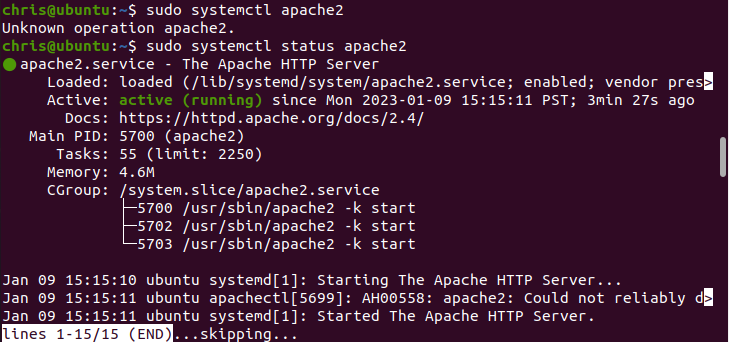 chris@ubuntu:~$ sudo systemctl apache2
Unknown operation apache2.
chris@ubuntu:~$ sudo systemctl status apache2
● apache2.service - The Apache HTTP Server
     Loaded: loaded (/lib/systemd/system/apache2.service; enabled; vendor pres>
     Active: active (running) since Mon 2023-01-09 15:15:11 PST; 3min 27s ago
       Docs: https://httpd.apache.org/docs/2.4/
   Main PID: 5700 (apache2)
      Tasks: 55 (limit: 2250)
     Memory: 4.6M
     CGroup: /system.slice/apache2.service
             ├─5700 /usr/sbin/apache2 -k start
             ├─5702 /usr/sbin/apache2 -k start
             └─5703 /usr/sbin/apache2 -k start

Jan 09 15:15:10 ubuntu systemd[1]: Starting The Apache HTTP Server...
Jan 09 15:15:11 ubuntu apachectl[5699]: AH00558: apache2: Could not reliably d>
Jan 09 15:15:11 ubuntu systemd[1]: Started The Apache HTTP Server.
lines 1-15/15 (END)...skipping...